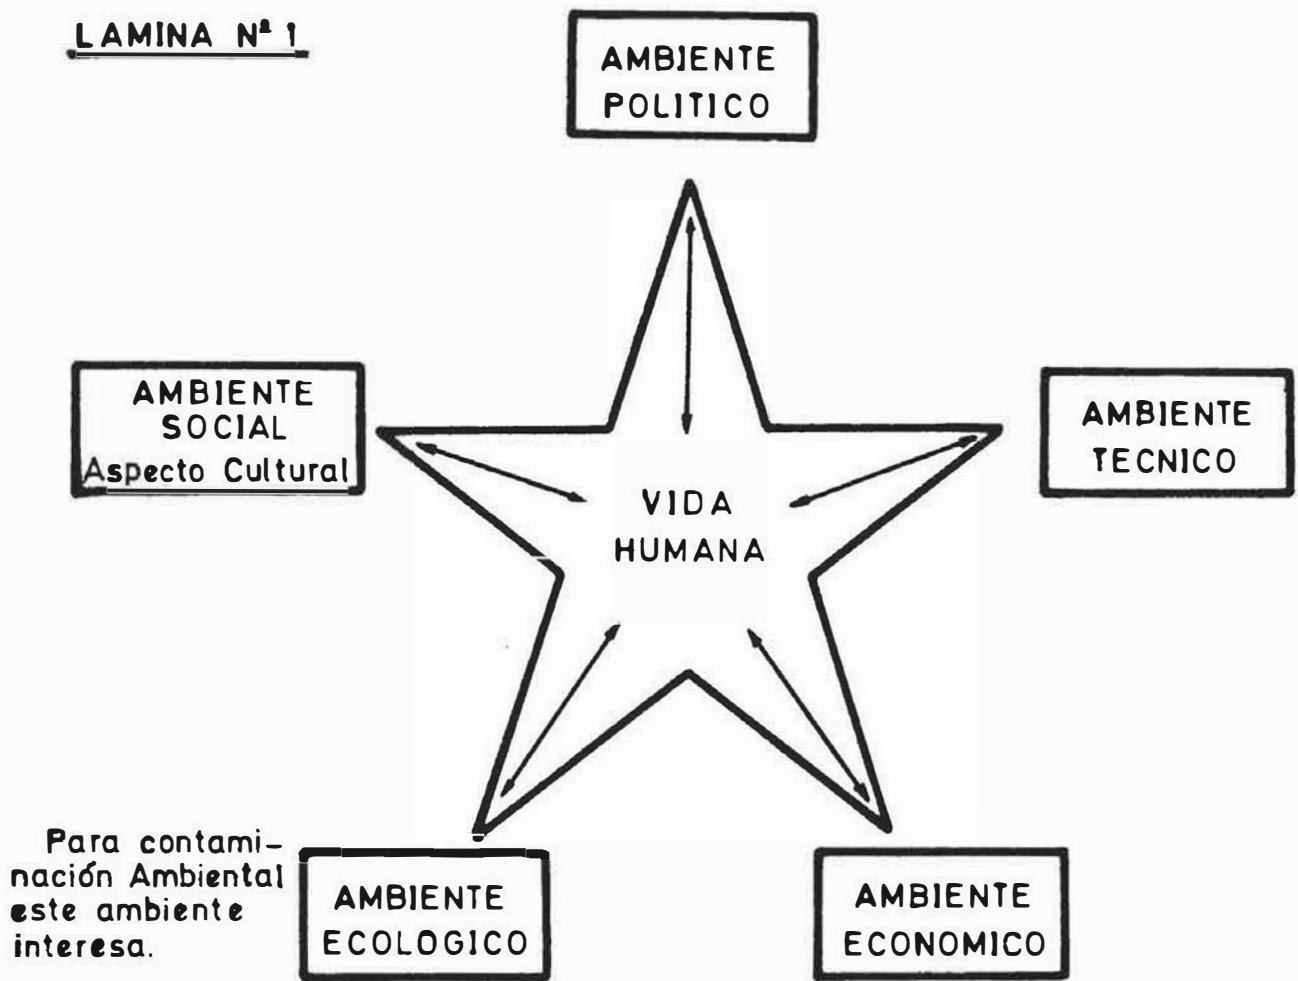 LAMINA Nº 1
AMBIENTE
POLITICO
AMBIENTE
SOCIAL
Aspecto Cultural
AMBIENTE
TECNICO
VIDA
HUMANA
Para contami-
nación Ambiental
este ambiente
interesa.
AMBIENTE
ECOLOGICO
AMBIENTE
ECONOMICO